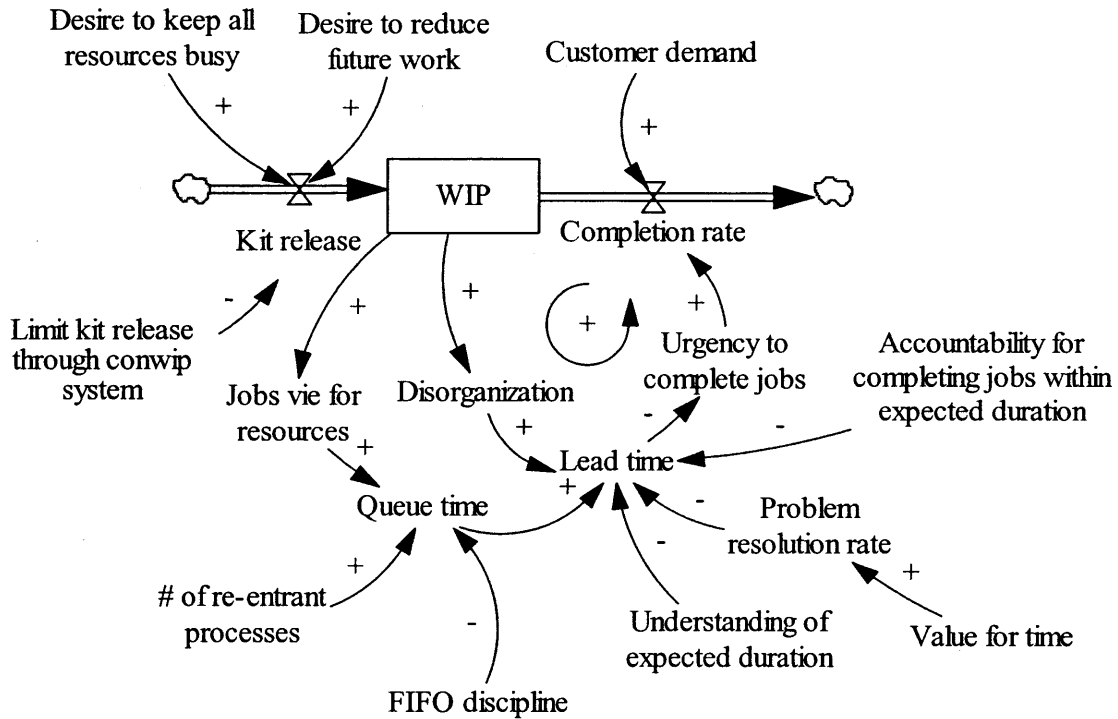 Desire to keep all
resources busy
Desire to reduce
future work
Customer demand
+
+
+
WIP
Kit release
Completion rate
-
+
+
+
+
Limit kit release
through conwip
system
Urgency to
complete jobs
Accountability for
completing jobs within
expected duration
Jobs vie for
resources
Disorganization
-
-
+
+
Lead time
+
Queue time
-
Problem
resolution rate
-
+
+
# of re-entrant
processes
-
Understanding of
expected duration
Value for time
FIFO discipline